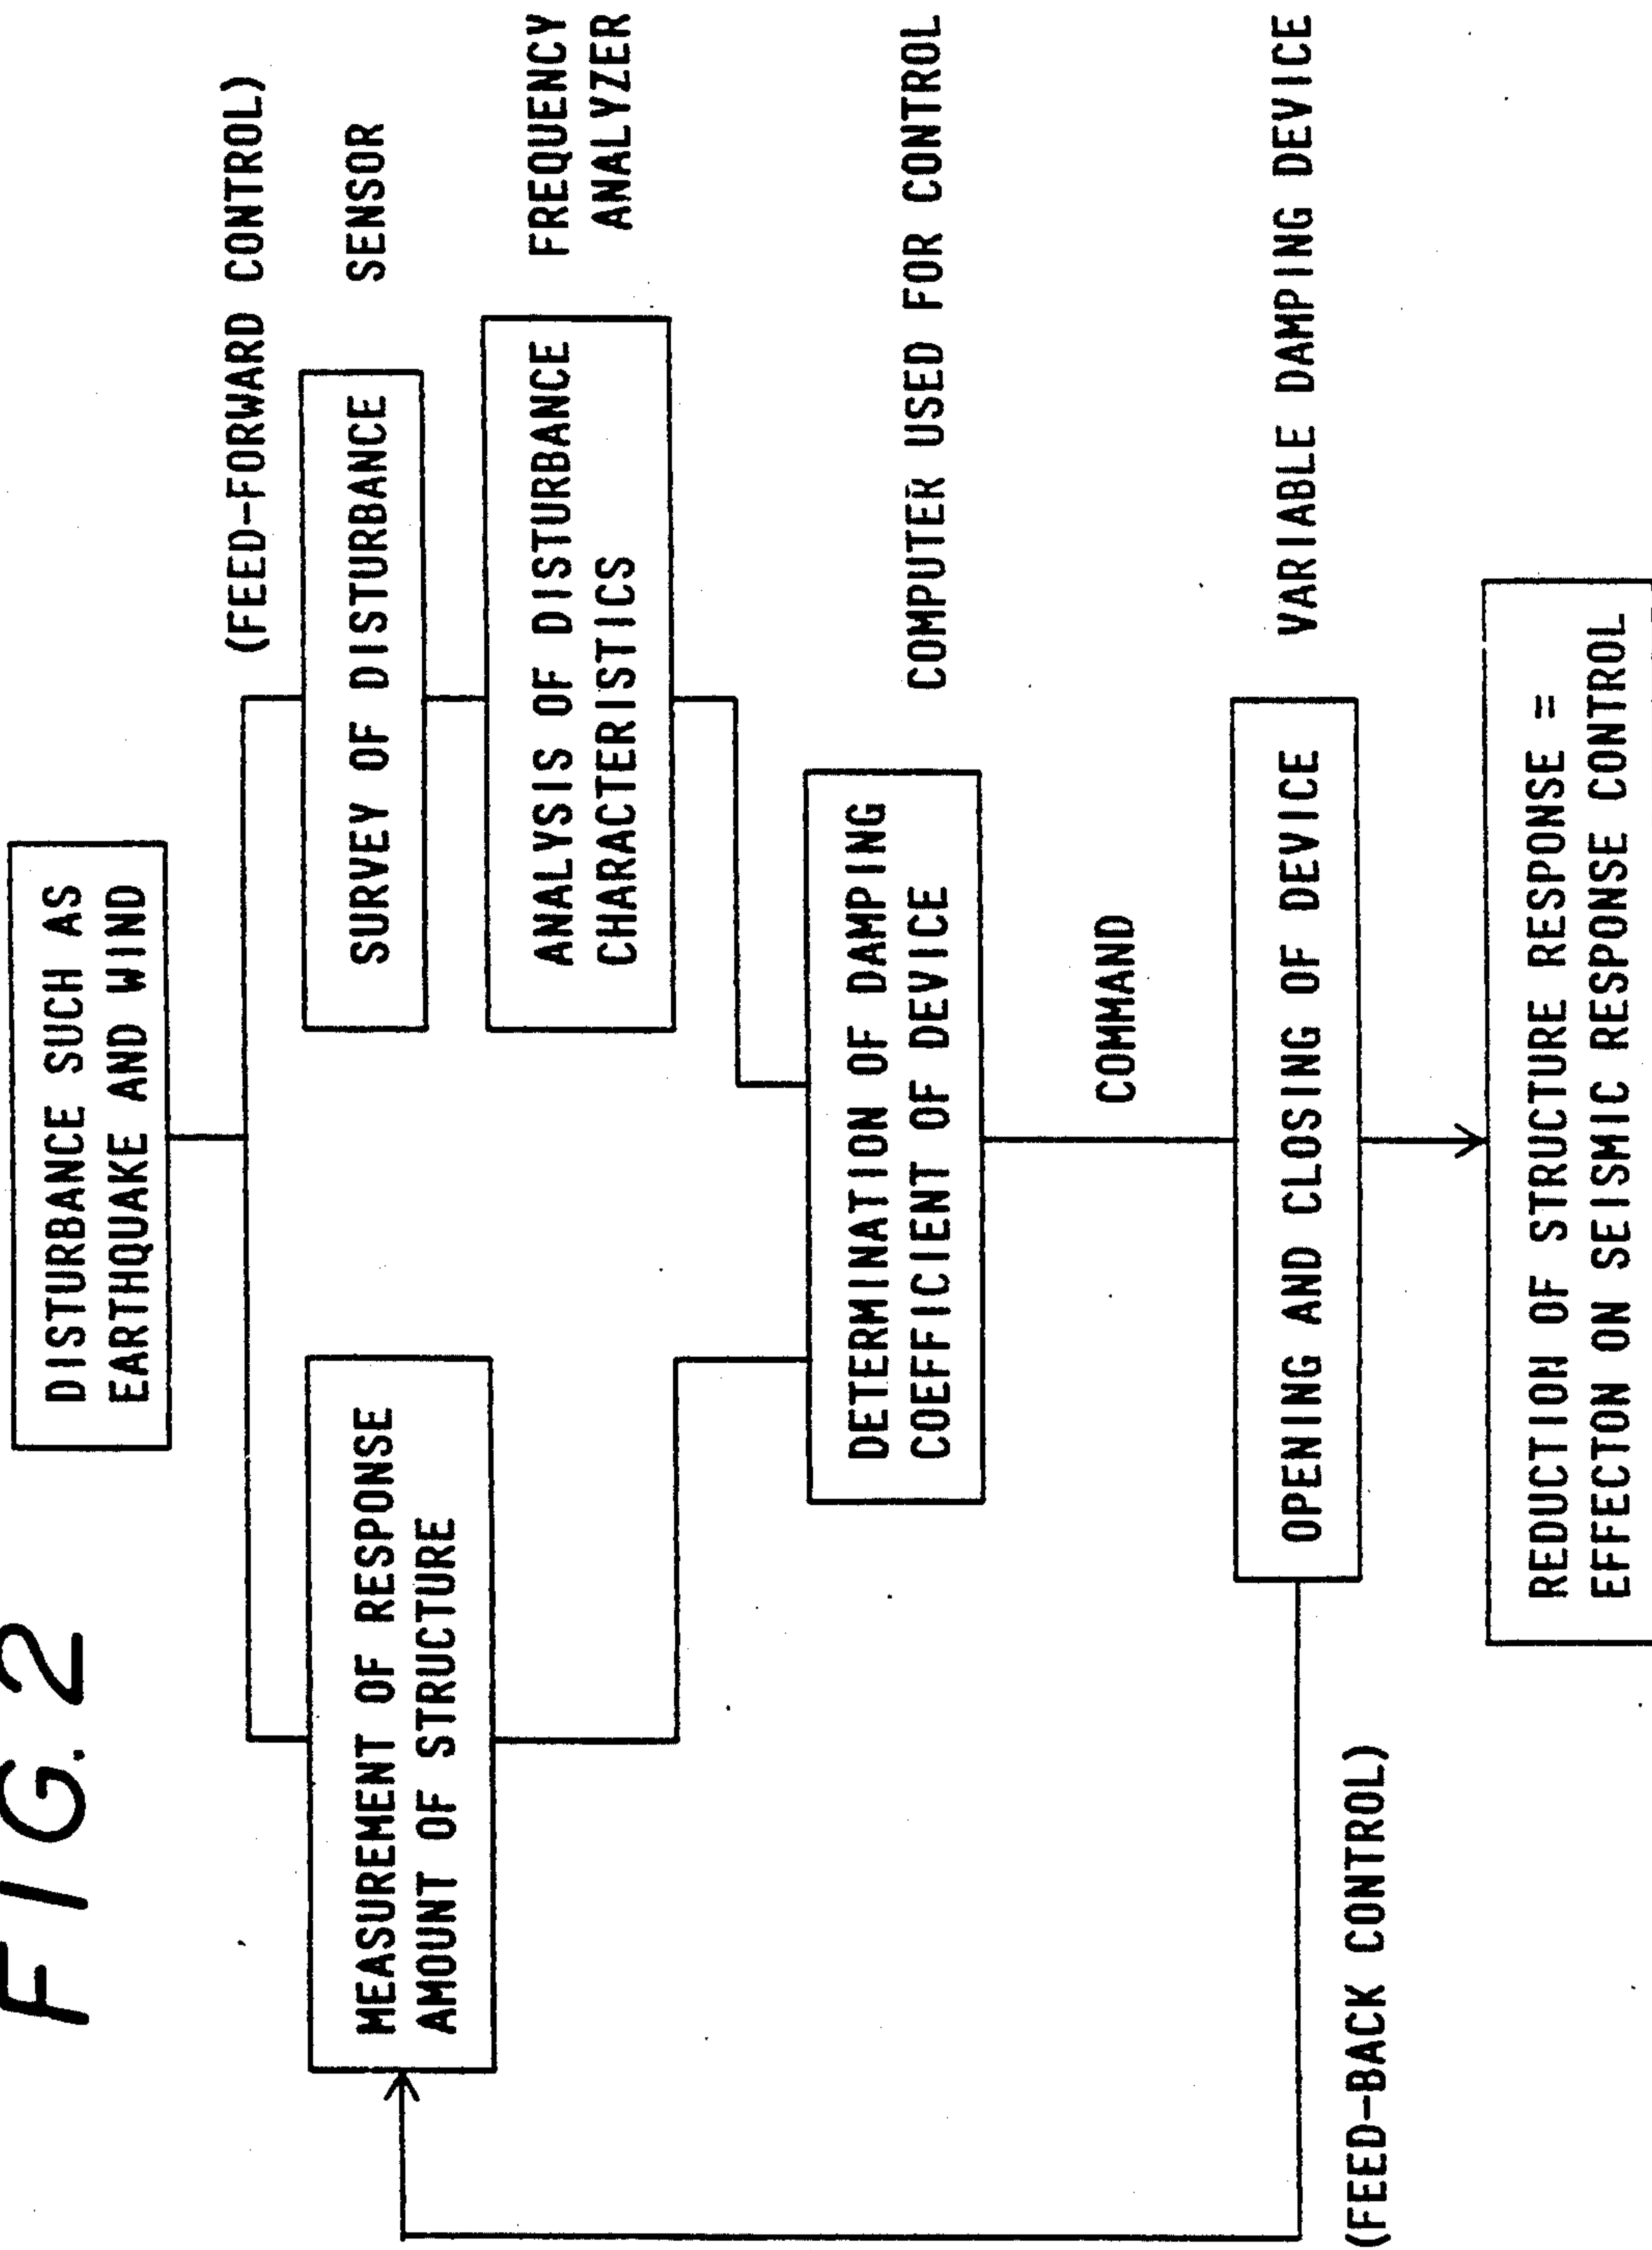 FIG. 2
DISTURBANCE SUCH AS
EARTHQUAKE AND WIND
(FEED-FORWARD CONTROL)
MEASUREMENT OF RESPONSE
AMOUNT OF STRUCTURE
SURVEY OF DISTURBANCE
SENSOR
ANALYSIS OF DISTURBANCE
CHARACTERISTICS
FREQUENCY
ANALYZER
DETERMINATION OF DAMPING
COEFFICIENT OF DEVICE
COMPUTER USED FOR CONTROL
COMMAND
OPENING AND CLOSING OF DEVICE
VARIABLE DAMPING DEVICE
(FEED-BACK CONTROL)
REDUCTION OF STRUCTURE RESPONSE =
EFFECTON ON SEISMIC RESPONSE CONTROL